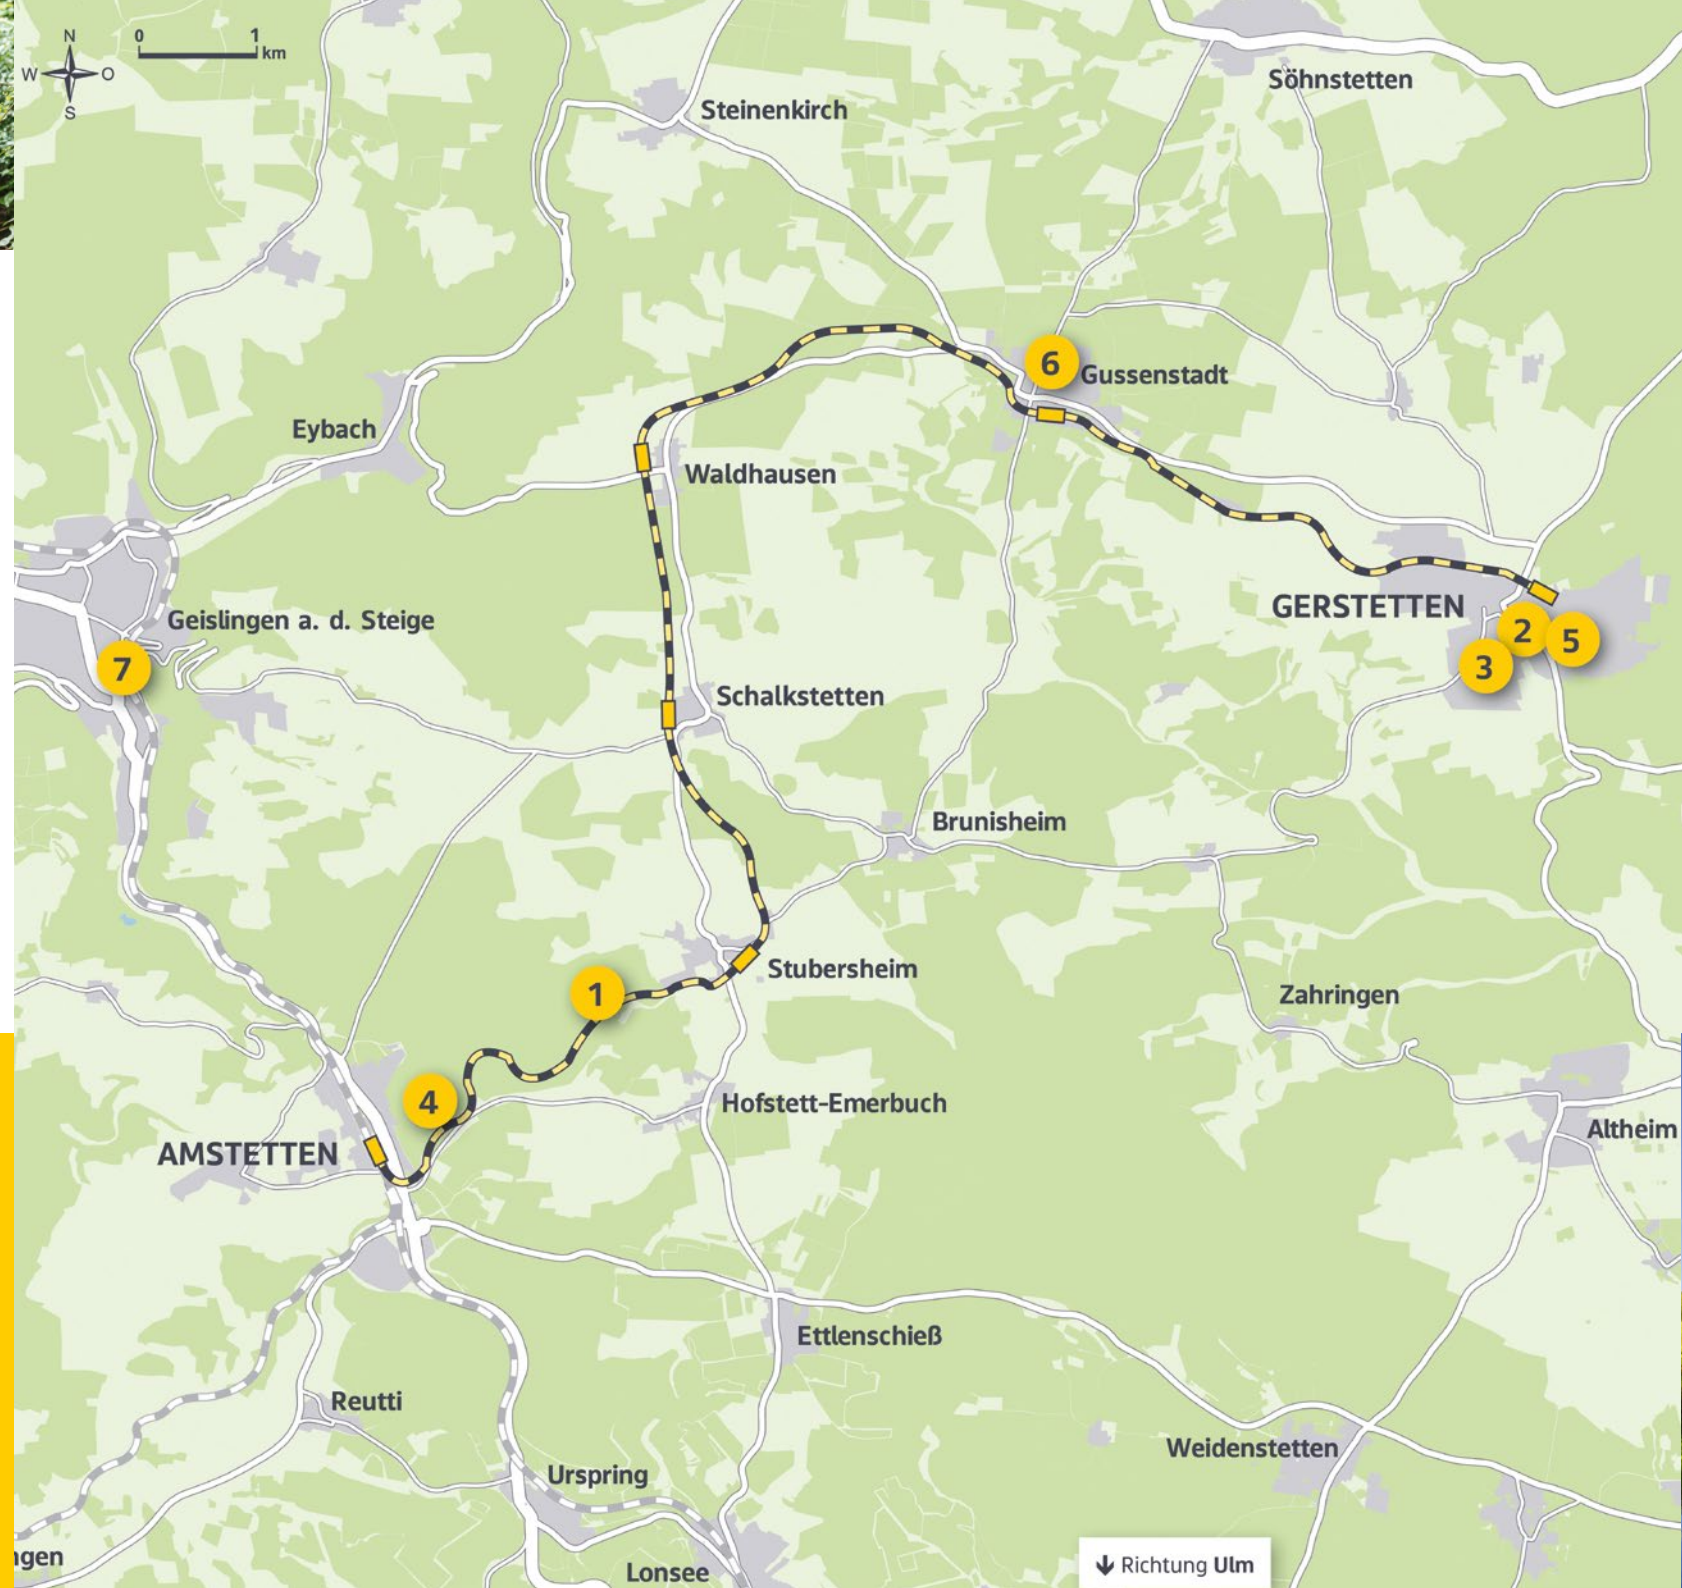 N
W O
S
0 1
km
Söhnstetten
Steinenkirch
6
Gussenstadt
Eybach
Waldhausen
GERSTETTEN
2
5
3
Geislingen a. d. Steige
7
Schalkstetten
Brunisheim
Stubersheim
1
Zahringen
4
Hofstett-Emerbuch
AMSTETTEN
Altheim
Ettlenschieß
Reutti
Weidenstetten
Urspring
ngen
Lonsee
↓ Richtung Ulm